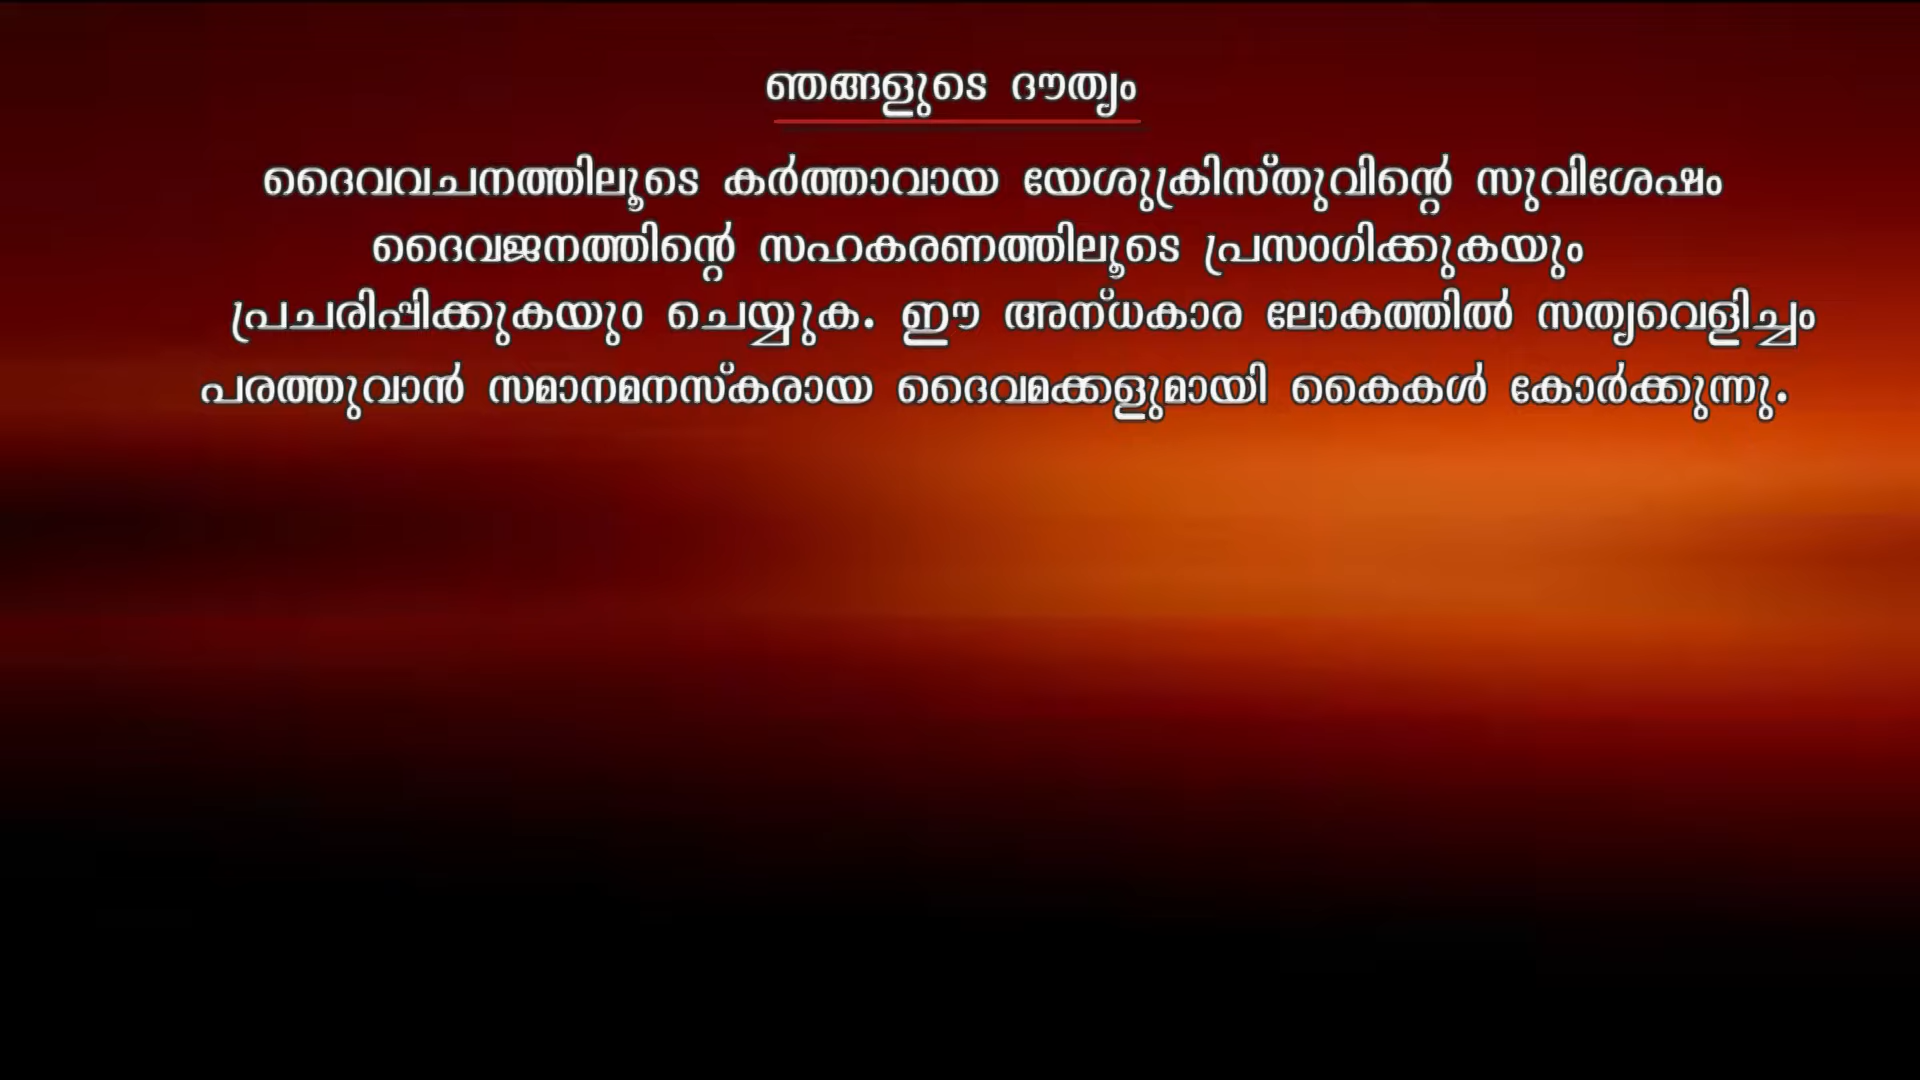 ഞങ്ങളുടെ ദൗത്യം
ദൈവവചനത്തിലൂടെ കർത്താവായ യേശുക്രിസ്തുവിന്റെ സുവിശേഷം
ദൈവജനത്തിന്റെ സഹകരണത്തിലൂടെ പ്രസംഗിക്കുകയും
പ്രചരിപ്പിക്കുകയും ചെയ്യുക. ഈ അന്ധകാര ലോകത്തിൽ സത്യവെളിച്ചം
പരത്തുവാൻ സമാനമനസ്കരായ ദൈവമക്കളുമായി കൈകൾ കോർക്കുന്നു.